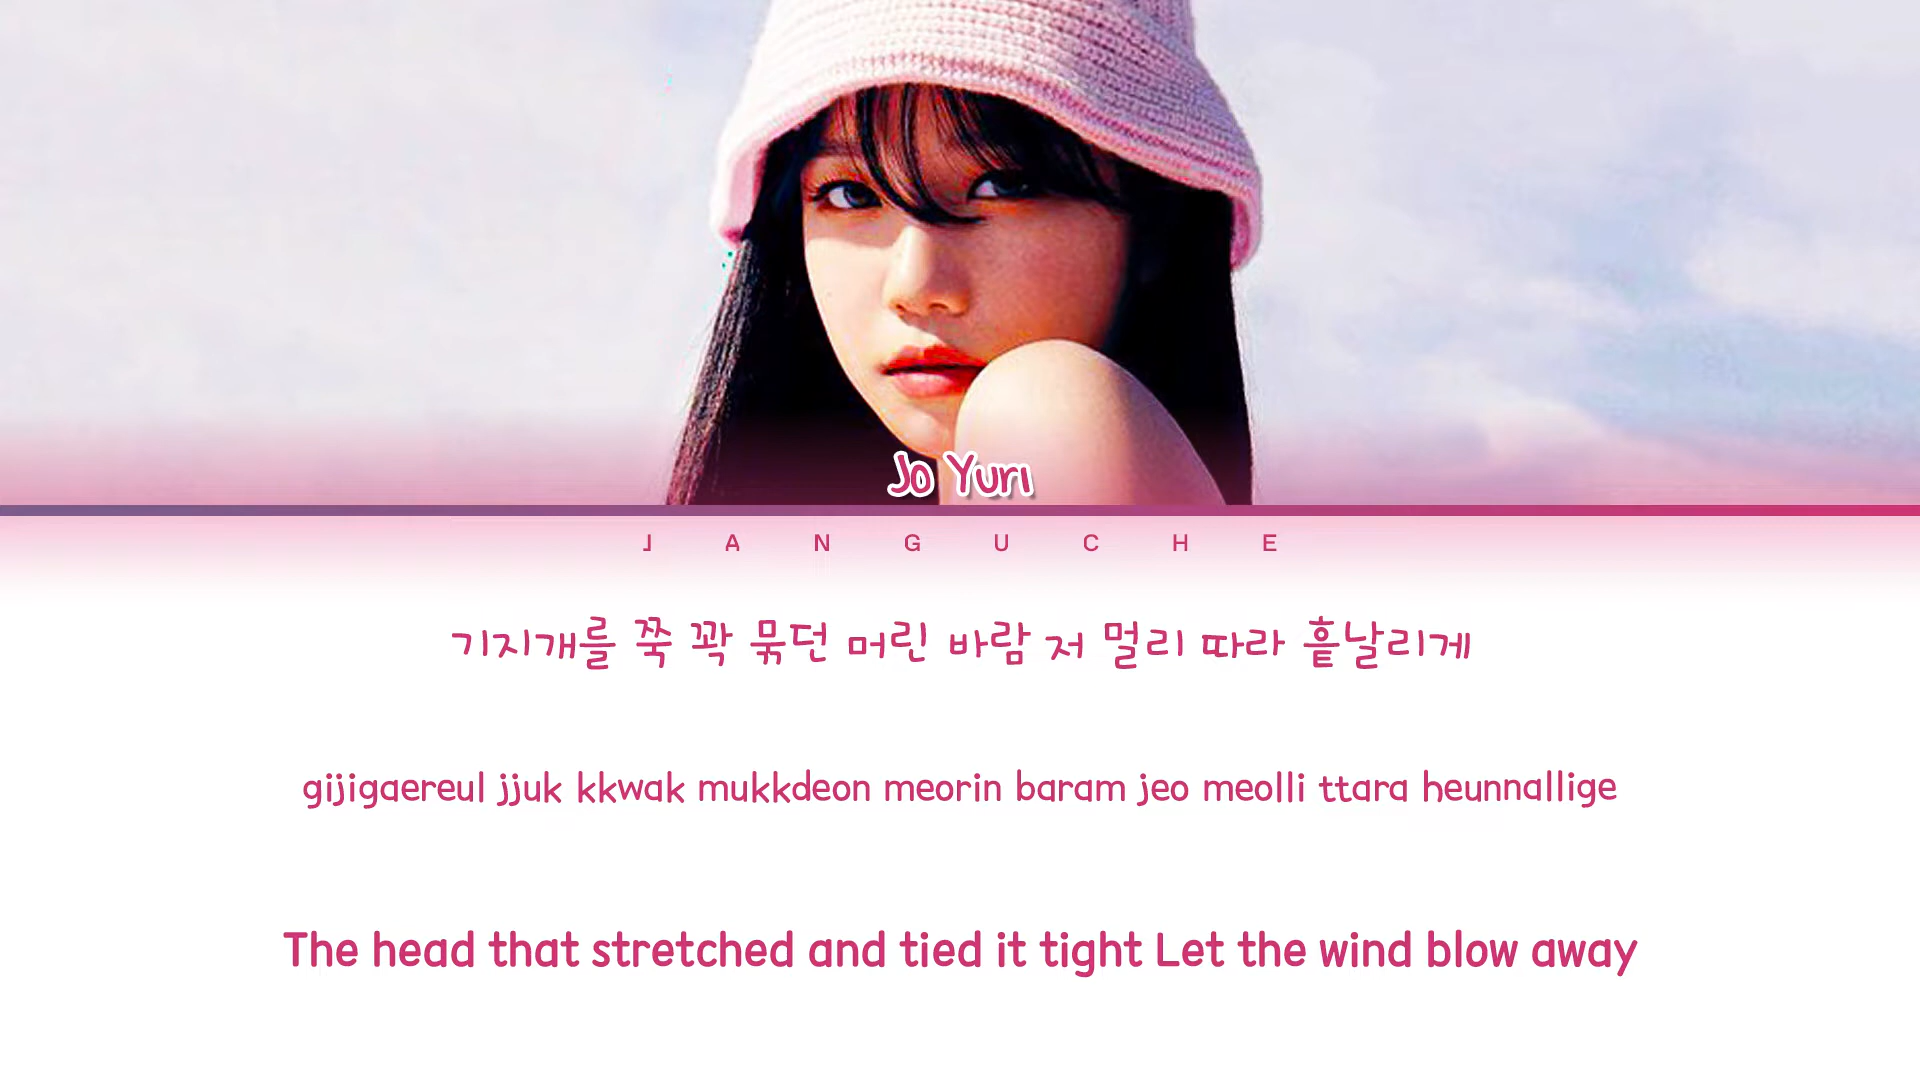 Jo Yuri
JANGUCHE
기지개를 쭉 꽉 묶던 머린 바람 저 멀리 따라 흩날리게
gijigaereul jjuk kkwak mukkdeon meorin baram jeo meolli ttara heunnallige
The head that stretched and tied it tight Let the wind blow away